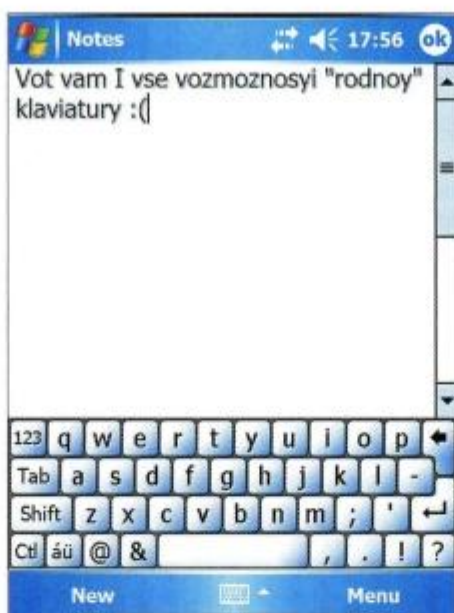 Notes 17:56 ok
Vot vam I vse vozmoznosyi "rodnoy"
klaviatury :(
123 q w e r t y u i o p
Tab a s d f g h j k l -
Shift z x c v b n m ; '
Ctl áü @ & , . ! ?
New Menu